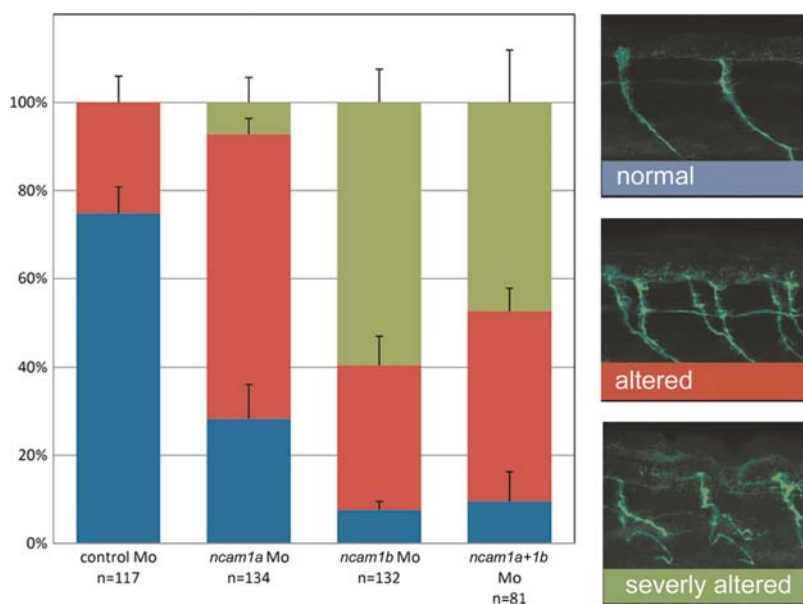 100%
80%
60%
40%
20%
0%
control Mo
n=117
ncam1a Mo
n=134
ncam1b Mo
n=132
ncam1a+1b
Mo
n=81
normal
altered
severly altered